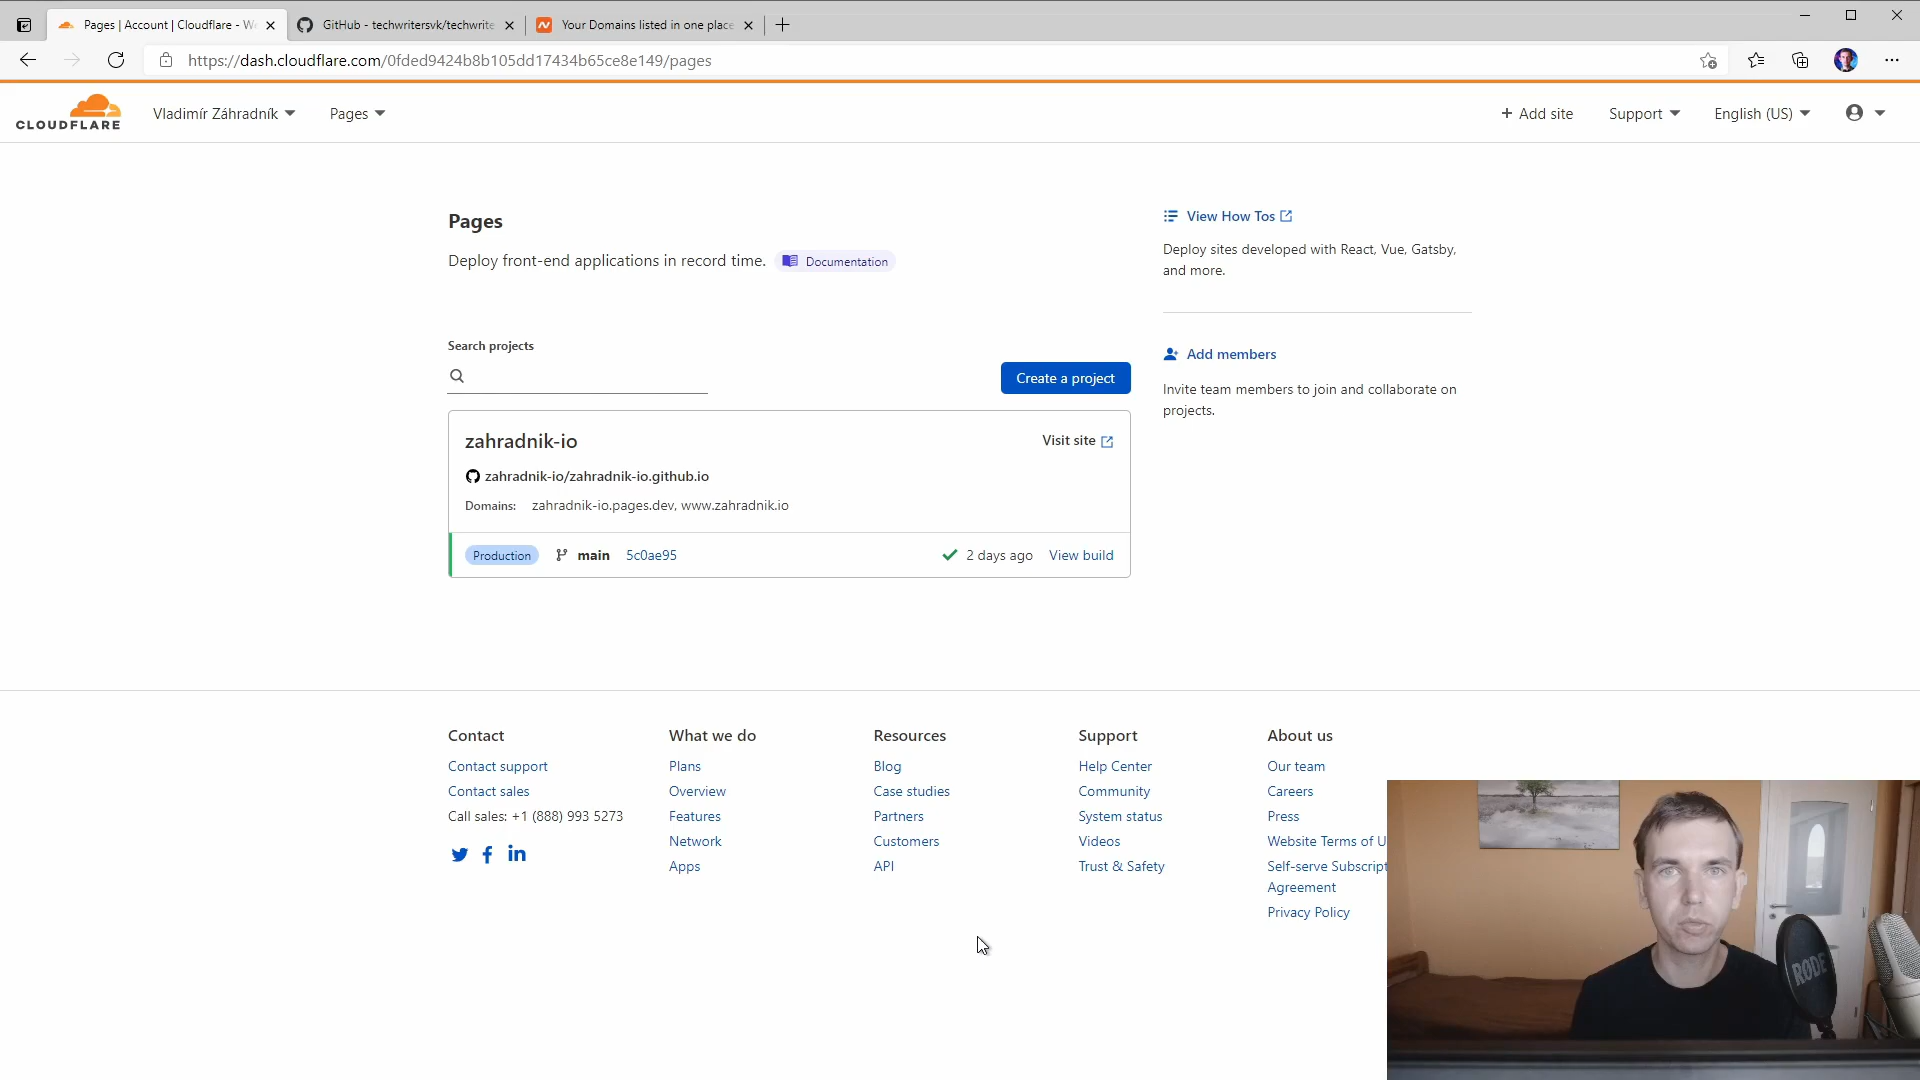 Pages | Account | Cloudflare - We
GitHub - techwritersvk/techwrite
Your Domains listed in one place
https://dash.cloudflare.com/0fded9424b8b105dd17434b65ce8e149/pages
CLOUDFLARE
Vladimír Záhradník
Pages
+ Add site
Support
English (US)
Pages
Deploy front-end applications in record time.
Documentation
View How Tos
Deploy sites developed with React, Vue, Gatsby,
and more.
Search projects
Create a project
Add members
Invite team members to join and collaborate on
projects.
zahradnik-io
Visit site
zahradnik-io/zahradnik-io.github.io
Domains: zahradnik-io.pages.dev, www.zahradnik.io
Production main 5c0ae95 2 days ago View build
Contact
Contact support
Contact sales
Call sales: +1 (888) 993 5273
What we do
Plans
Overview
Features
Network
Apps
Resources
Blog
Case studies
Partners
Customers
API
Support
Help Center
Community
System status
Videos
Trust & Safety
About us
Our team
Careers
Press
Website Terms of U
Self-serve Subscript
Agreement
Privacy Policy
RØDE